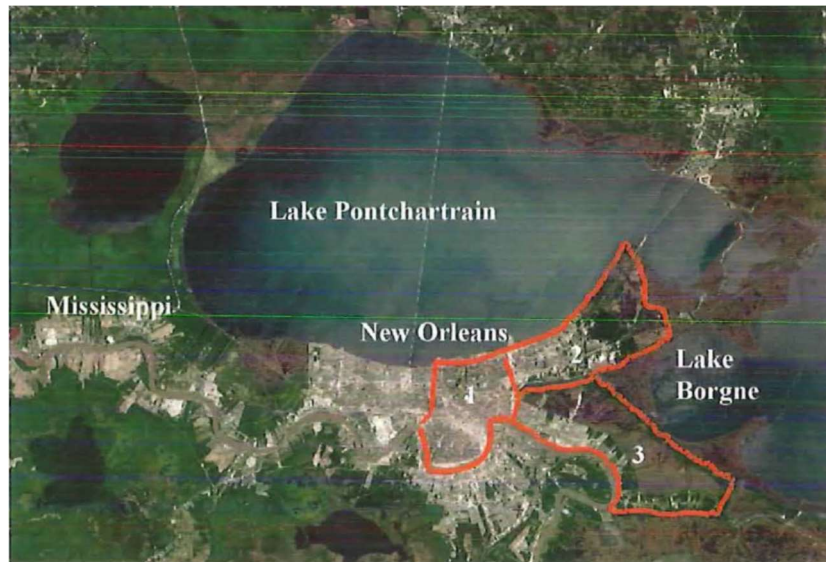 Lake Pontchartrain
Mississippi
New Orleans
2
Lake
Borgne
1
3